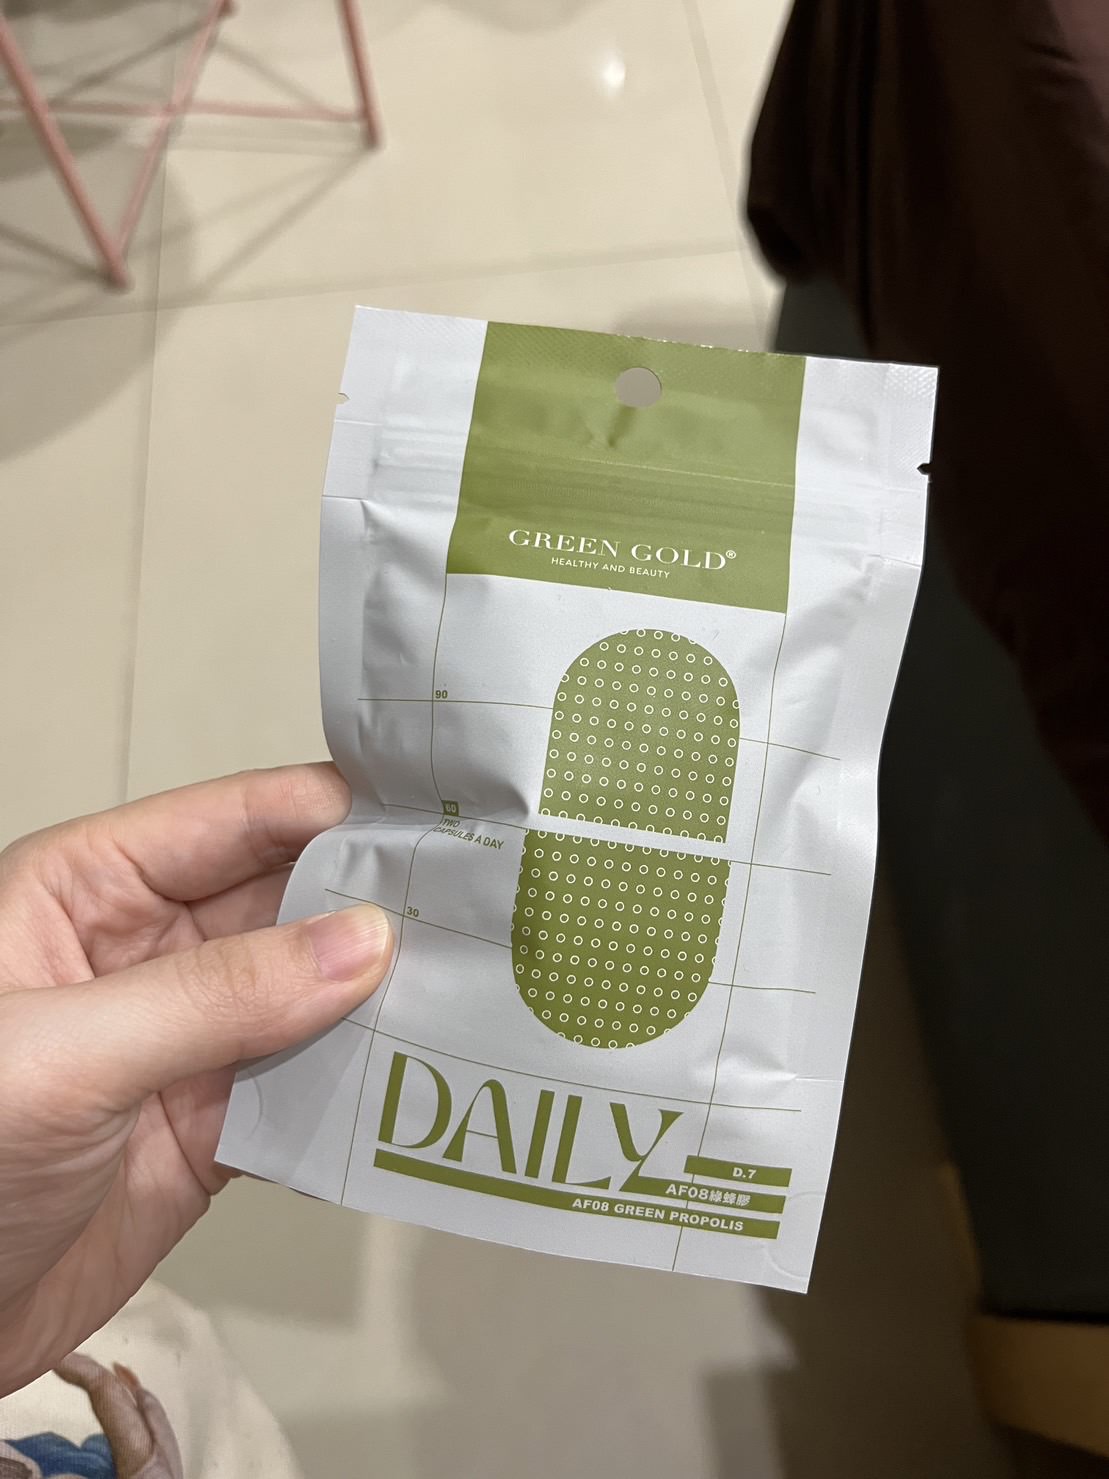 GREEN GOLD®
HEALTHY AND BEAUTY
90
60
TWO
CAPSULES A DAY
30
DAILY
D.7
AF08綠蜂膠
AF08 GREEN PROPOLIS